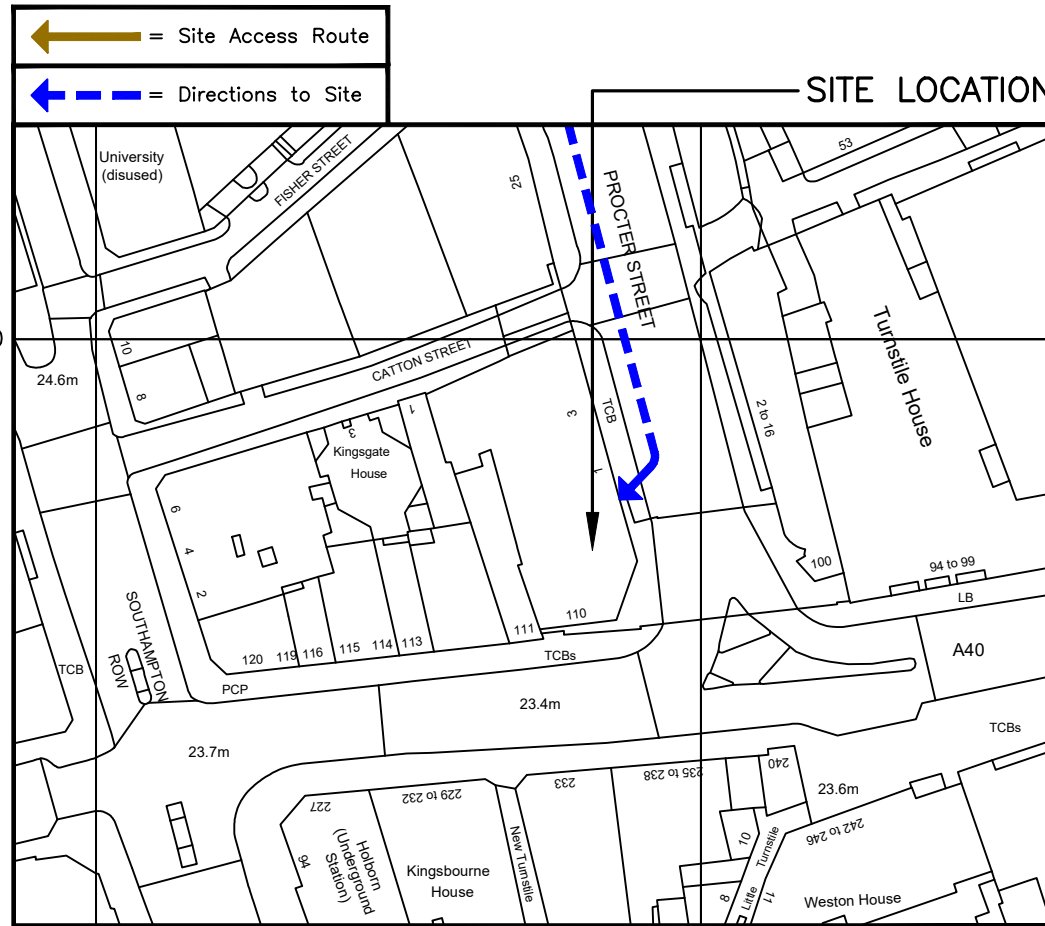 = Site Access Route
= Directions to Site
SITE LOCATION
University
(disused)
FISHER STREET
25
PROCTER STREET
53
10
8
24.6m
CATTON STREET
Turnstile House
3
TCB
1
2 to 16
1
3
Kingsgate
House
6
4
2
SOUTHAMPTON
ROW
TCB
100
94 to 99
LB
A40
110
111
120
119
116
115
114
113
TCBs
PCP
23.4m
23.7m
TCBs
227
229 to 232
233
235 to 238
240
23.6m
242 to 246
94
Holborn
(Underground
Station)
Kingsbourne
House
New Turnstile
10
Little Turnstile
8
11
Weston House